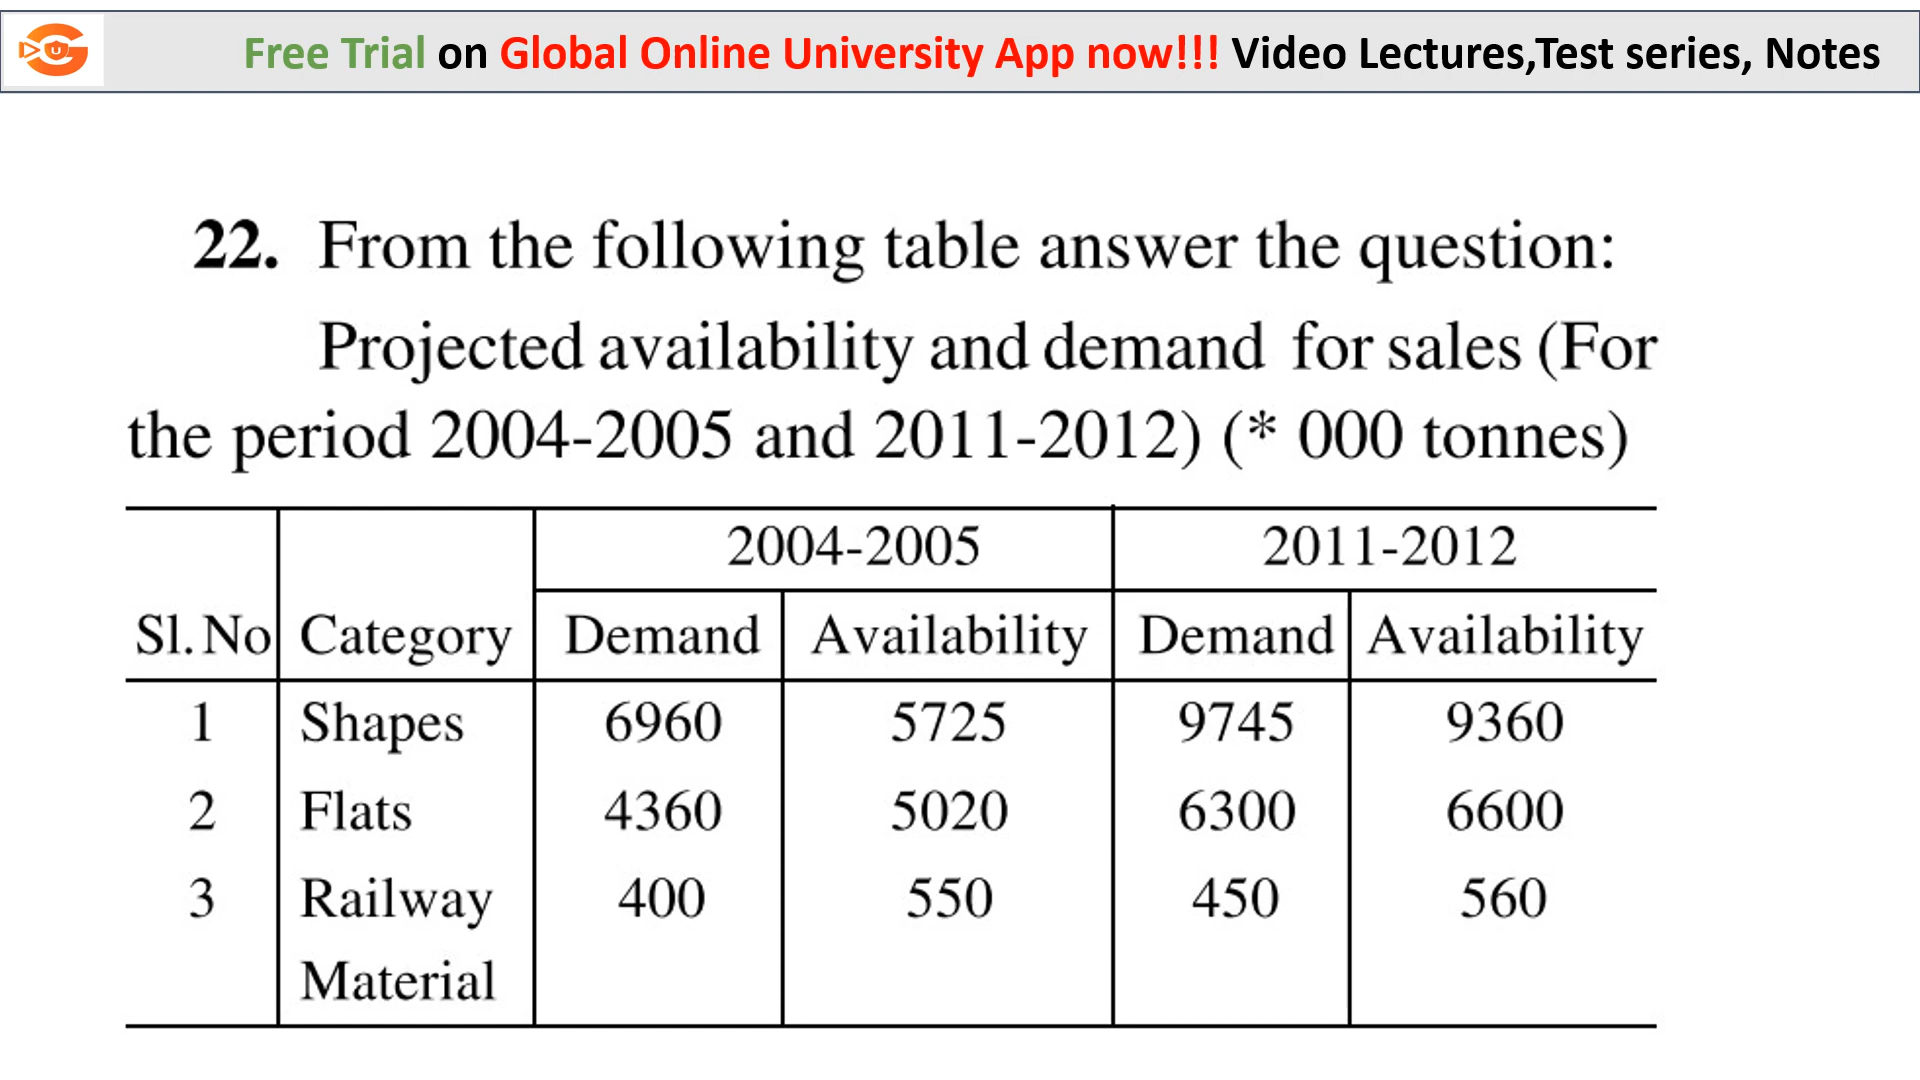 Free Trial on Global Online University App now!!! Video Lectures,Test series, Notes
22. From the following table answer the question:
Projected availability and demand for sales (For
the period 2004-2005 and 2011-2012) (* 000 tonnes)
2004-2005 2011-2012
Sl. No Category Demand Availability Demand Availability
1 Shapes 6960 5725 9745 9360
2 Flats 4360 5020 6300 6600
3 Railway 400 550 450 560
Material